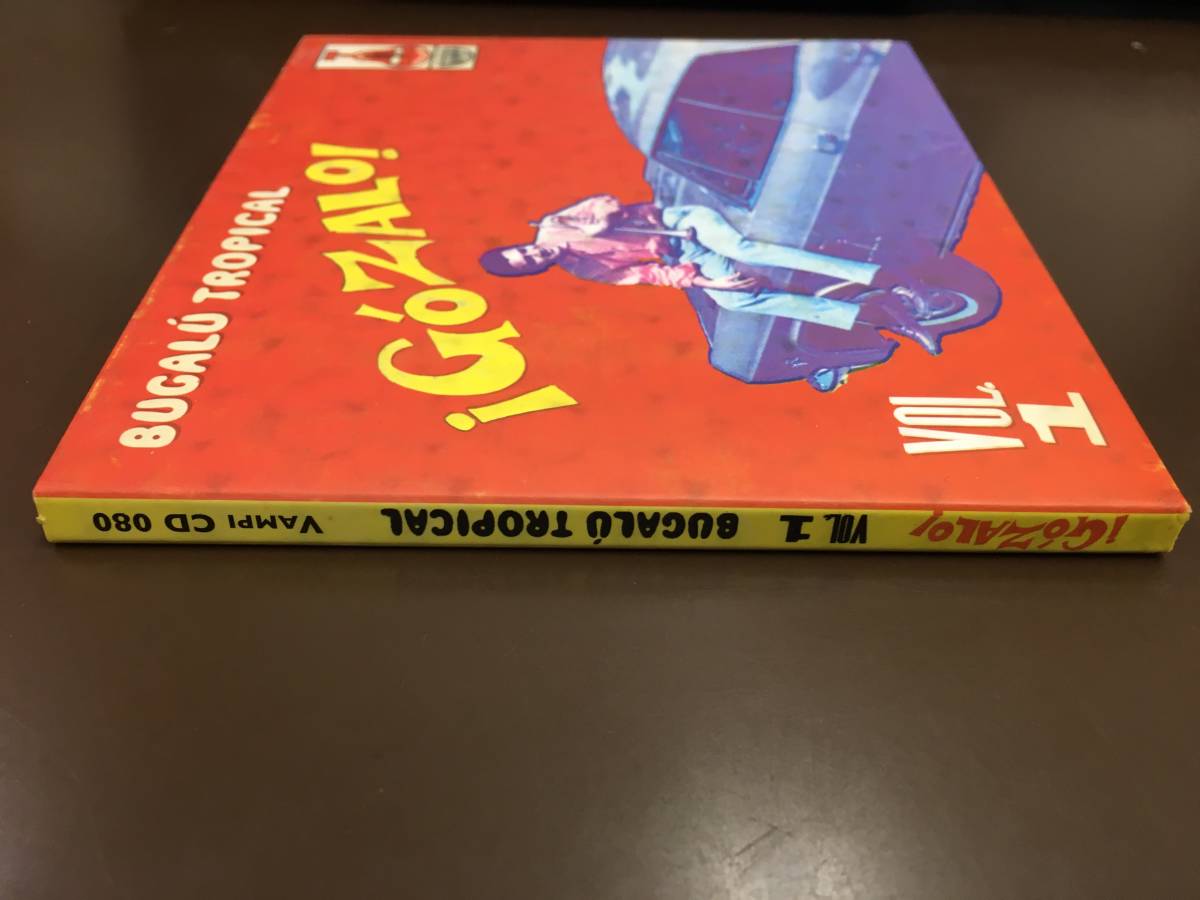 BUGALÚ TROPICAL
¡GÓZALO!
VOL.
1
¡GÓZALO! VOL. 1 BUGALÚ TROPICAL VAMPI CD 080